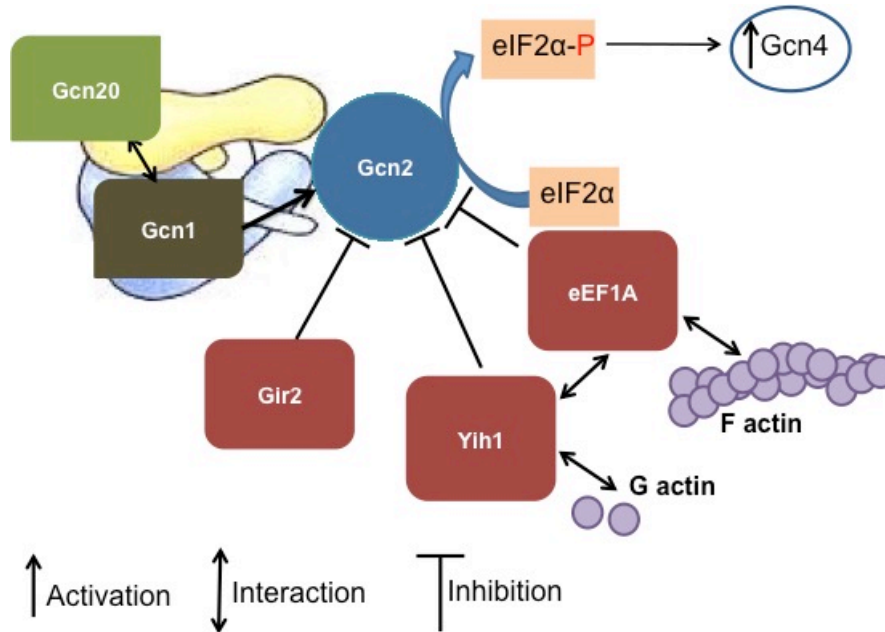 eIF2α-P
Gcn4
Gcn20
Gcn2
eIF2α
Gcn1
eEF1A
Gir2
F actin
Yih1
G actin
Activation
Interaction
Inhibition